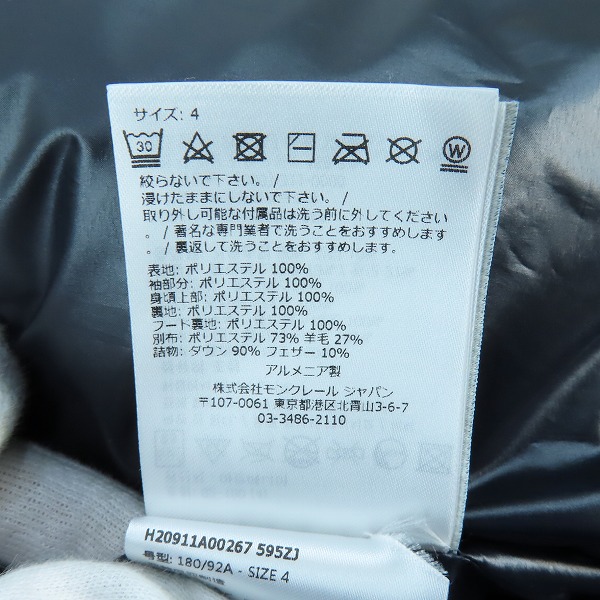 サイズ: 4
30
W
絞らないで下さい。 /
浸けたままにしないで下さい。 /
取り外し可能な付属品は洗う前に外してください
。 / 著名な専門業者で洗うことをおすすめします
。 / 裏返して洗うことをおすすめします。
表地: ポリエステル 100%
袖部分: ポリエステル 100%
身頃上部: ポリエステル 100%
裏地: ポリエステル 100%
フード裏地: ポリエステル 100%
別布: ポリエステル 73% 羊毛 27%
詰物: ダウン 90% フェザー 10%
アルメニア製
株式会社モンクレール ジャパン
〒107-0061 東京都港区北青山3-6-7
03-3486-2110
H20911A00267 595ZJ
号型: 180/92A - SIZE 4